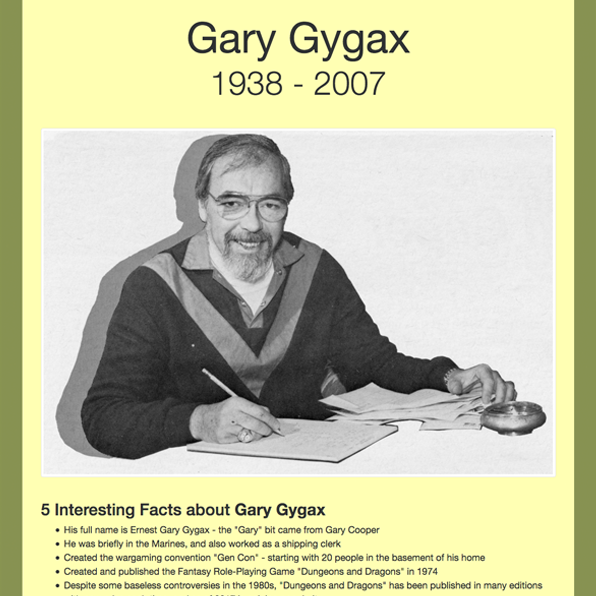 Gary Gygax
1938 - 2007
5 Interesting Facts about Gary Gygax
His full name is Ernest Gary Gygax - the "Gary" bit came from Gary Cooper
He was briefly in the Marines, and also worked as a shipping clerk
Created the wargaming convention "Gen Con" - starting with 20 people in the basement of his home
Created and published the Fantasy Role-Playing Game "Dungeons and Dragons" in 1974
Despite some baseless controversies in the 1980s, "Dungeons and Dragons" has been published in many editions